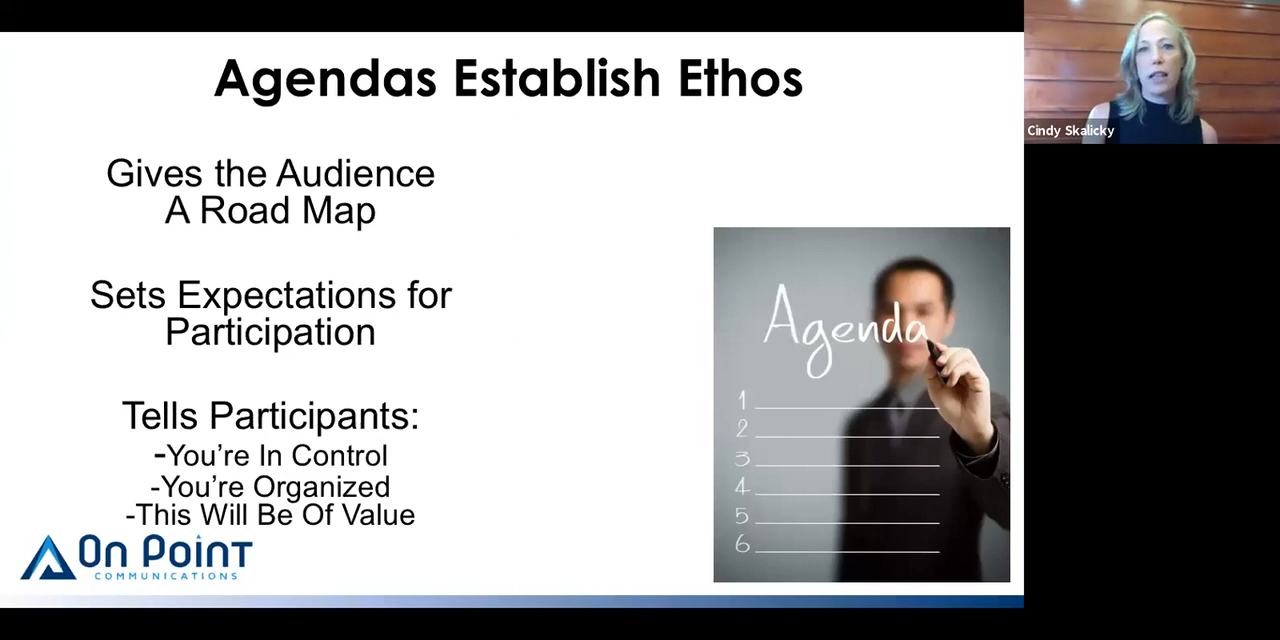 Agendas Establish Ethos
Gives the Audience
A Road Map
Sets Expectations for
Participation
Tells Participants:
-You’re In Control
-You’re Organized
-This Will Be Of Value
On Point
COMMUNICATIONS
Agenda
1
2
3
4
5
6
Cindy Skalicky